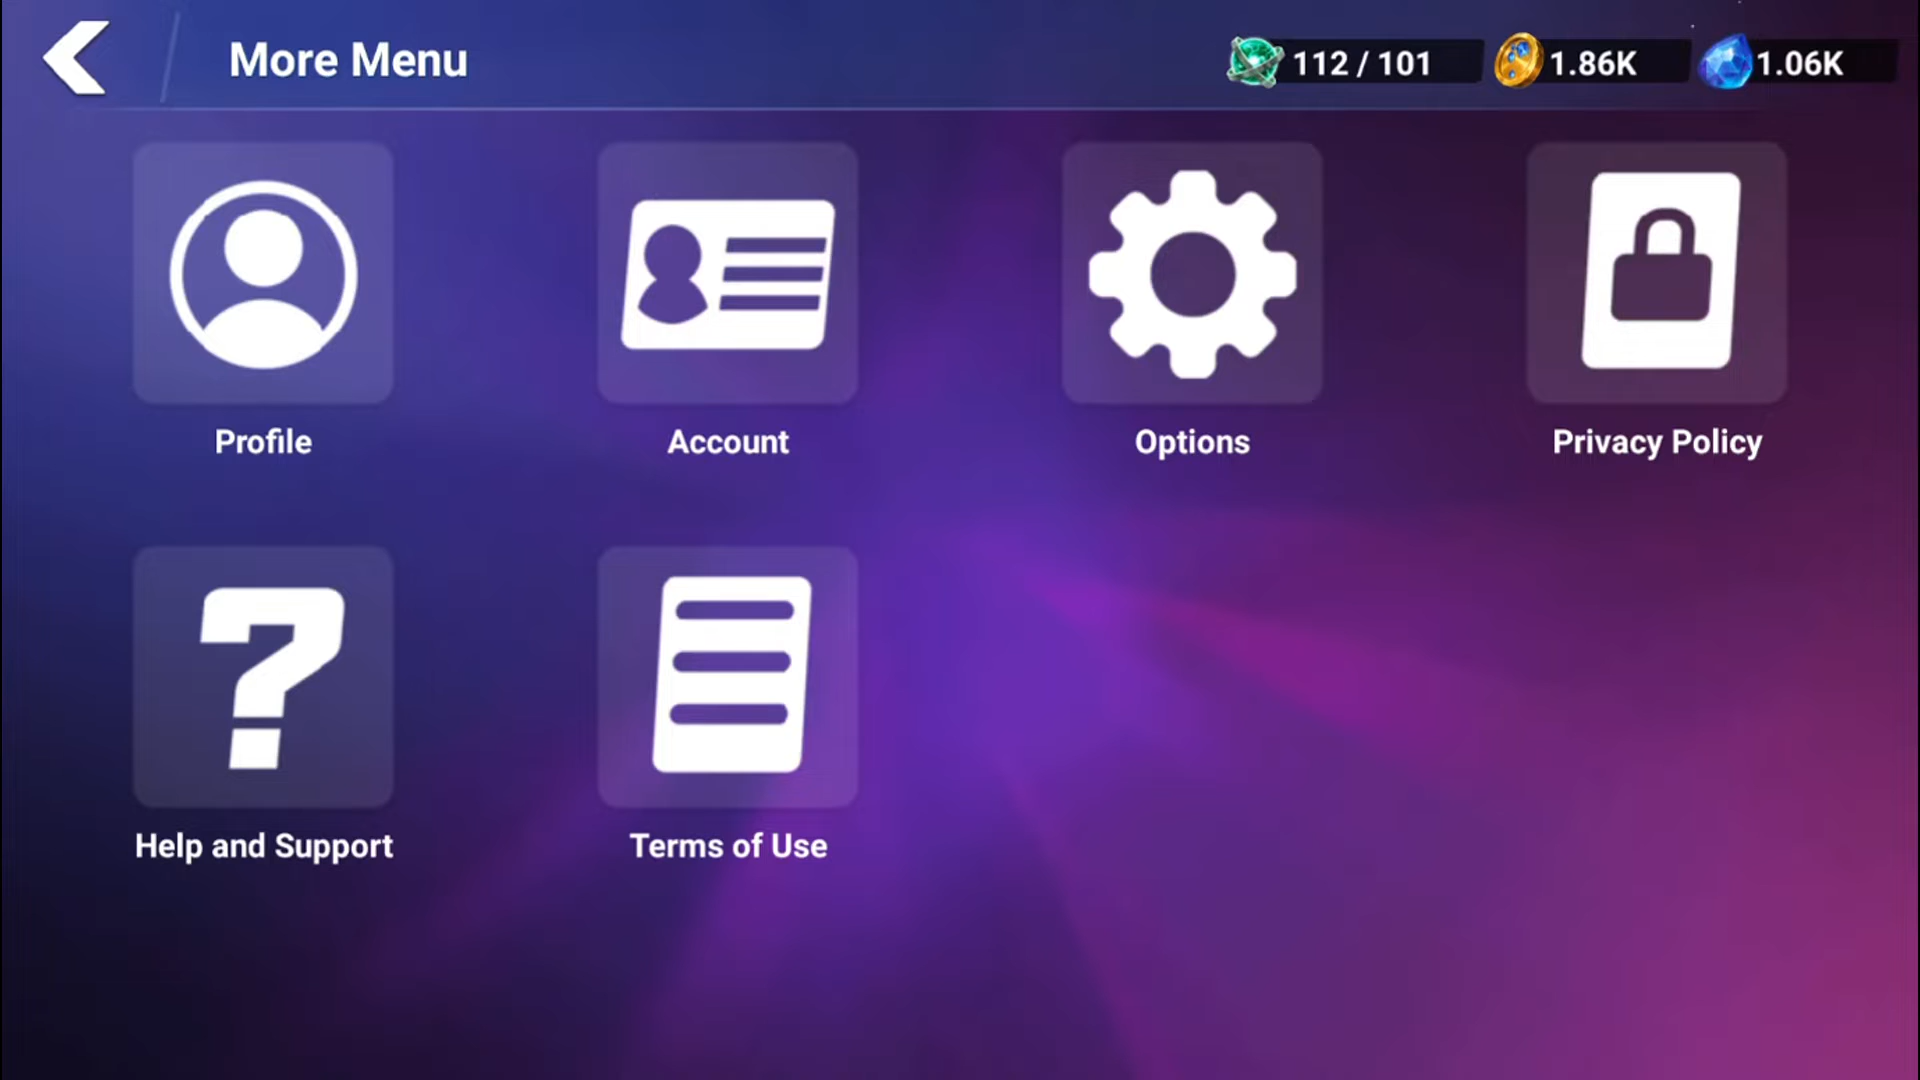 More Menu
112 / 101
1.86K
1.06K
Profile
Account
Options
Privacy Policy
Help and Support
Terms of Use